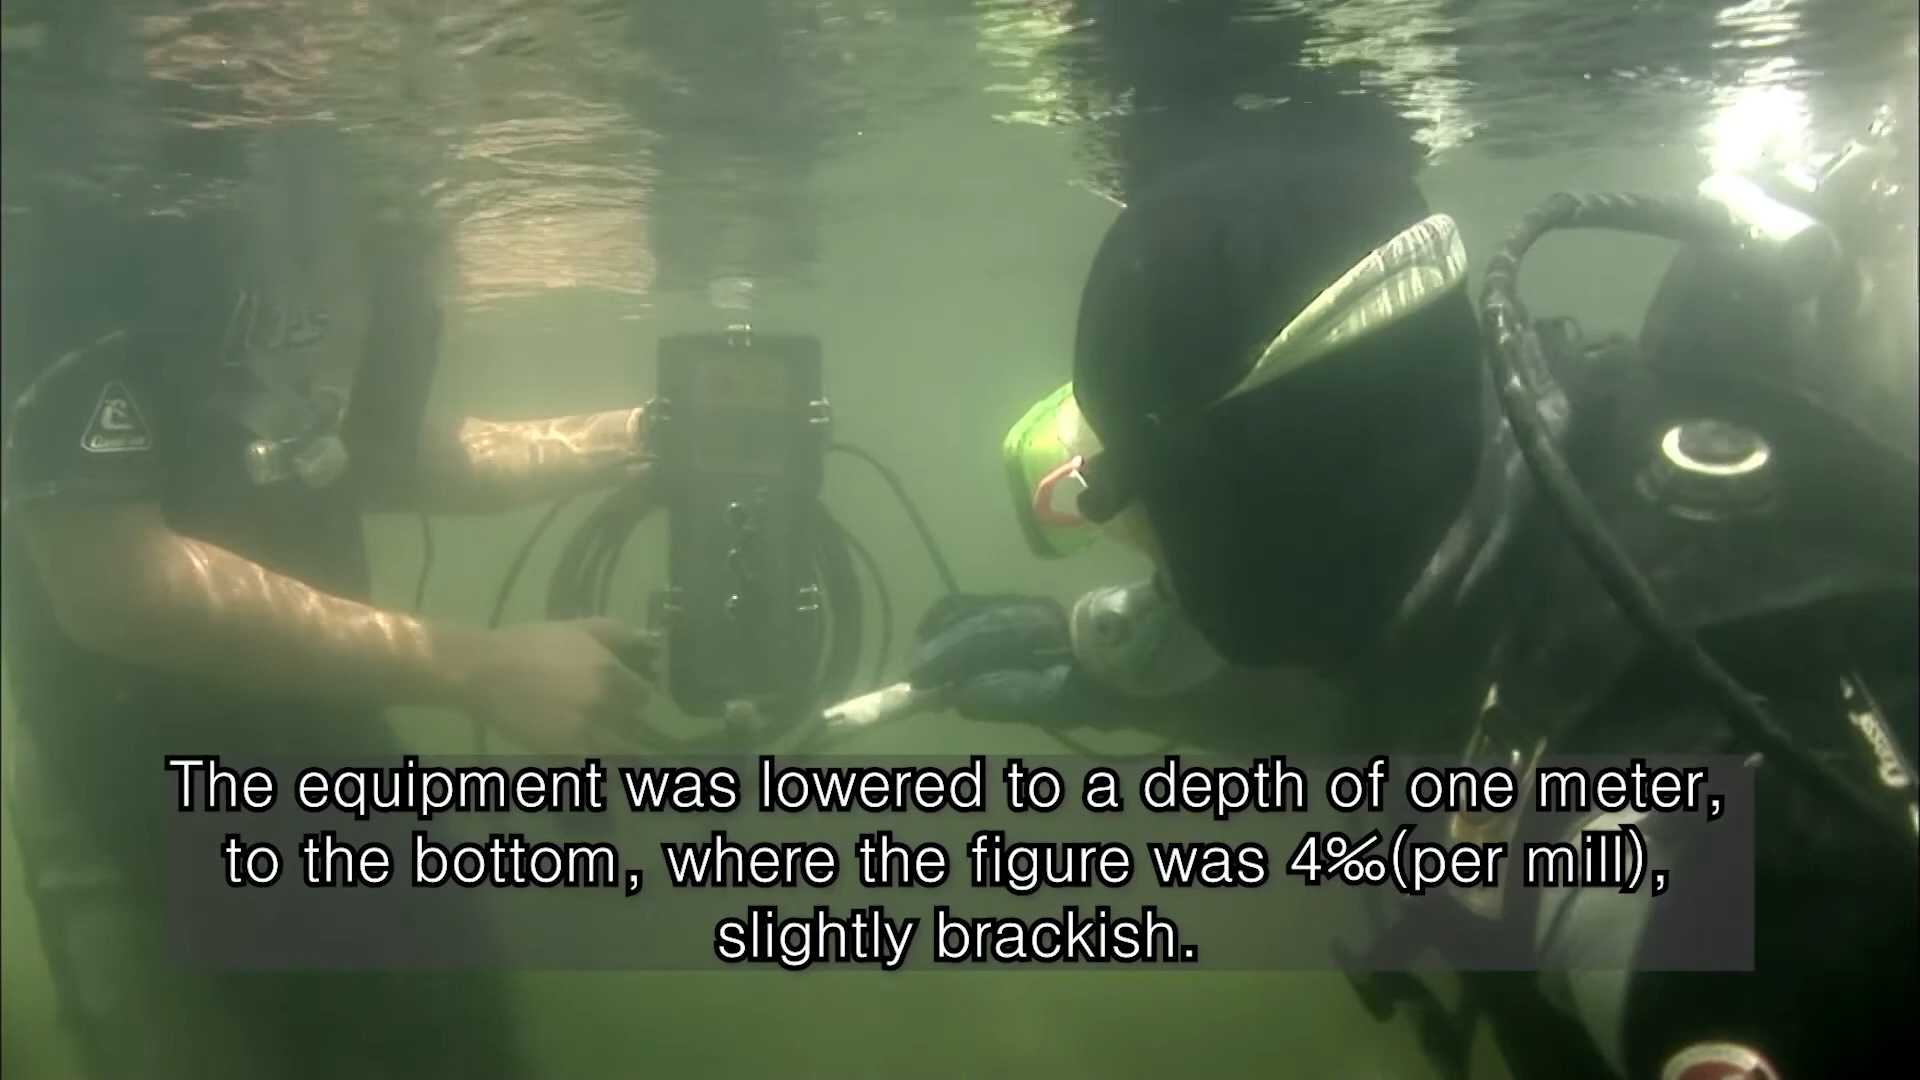 The equipment was lowered to a depth of one meter,
to the bottom, where the figure was 4‰(per mill),
slightly brackish.